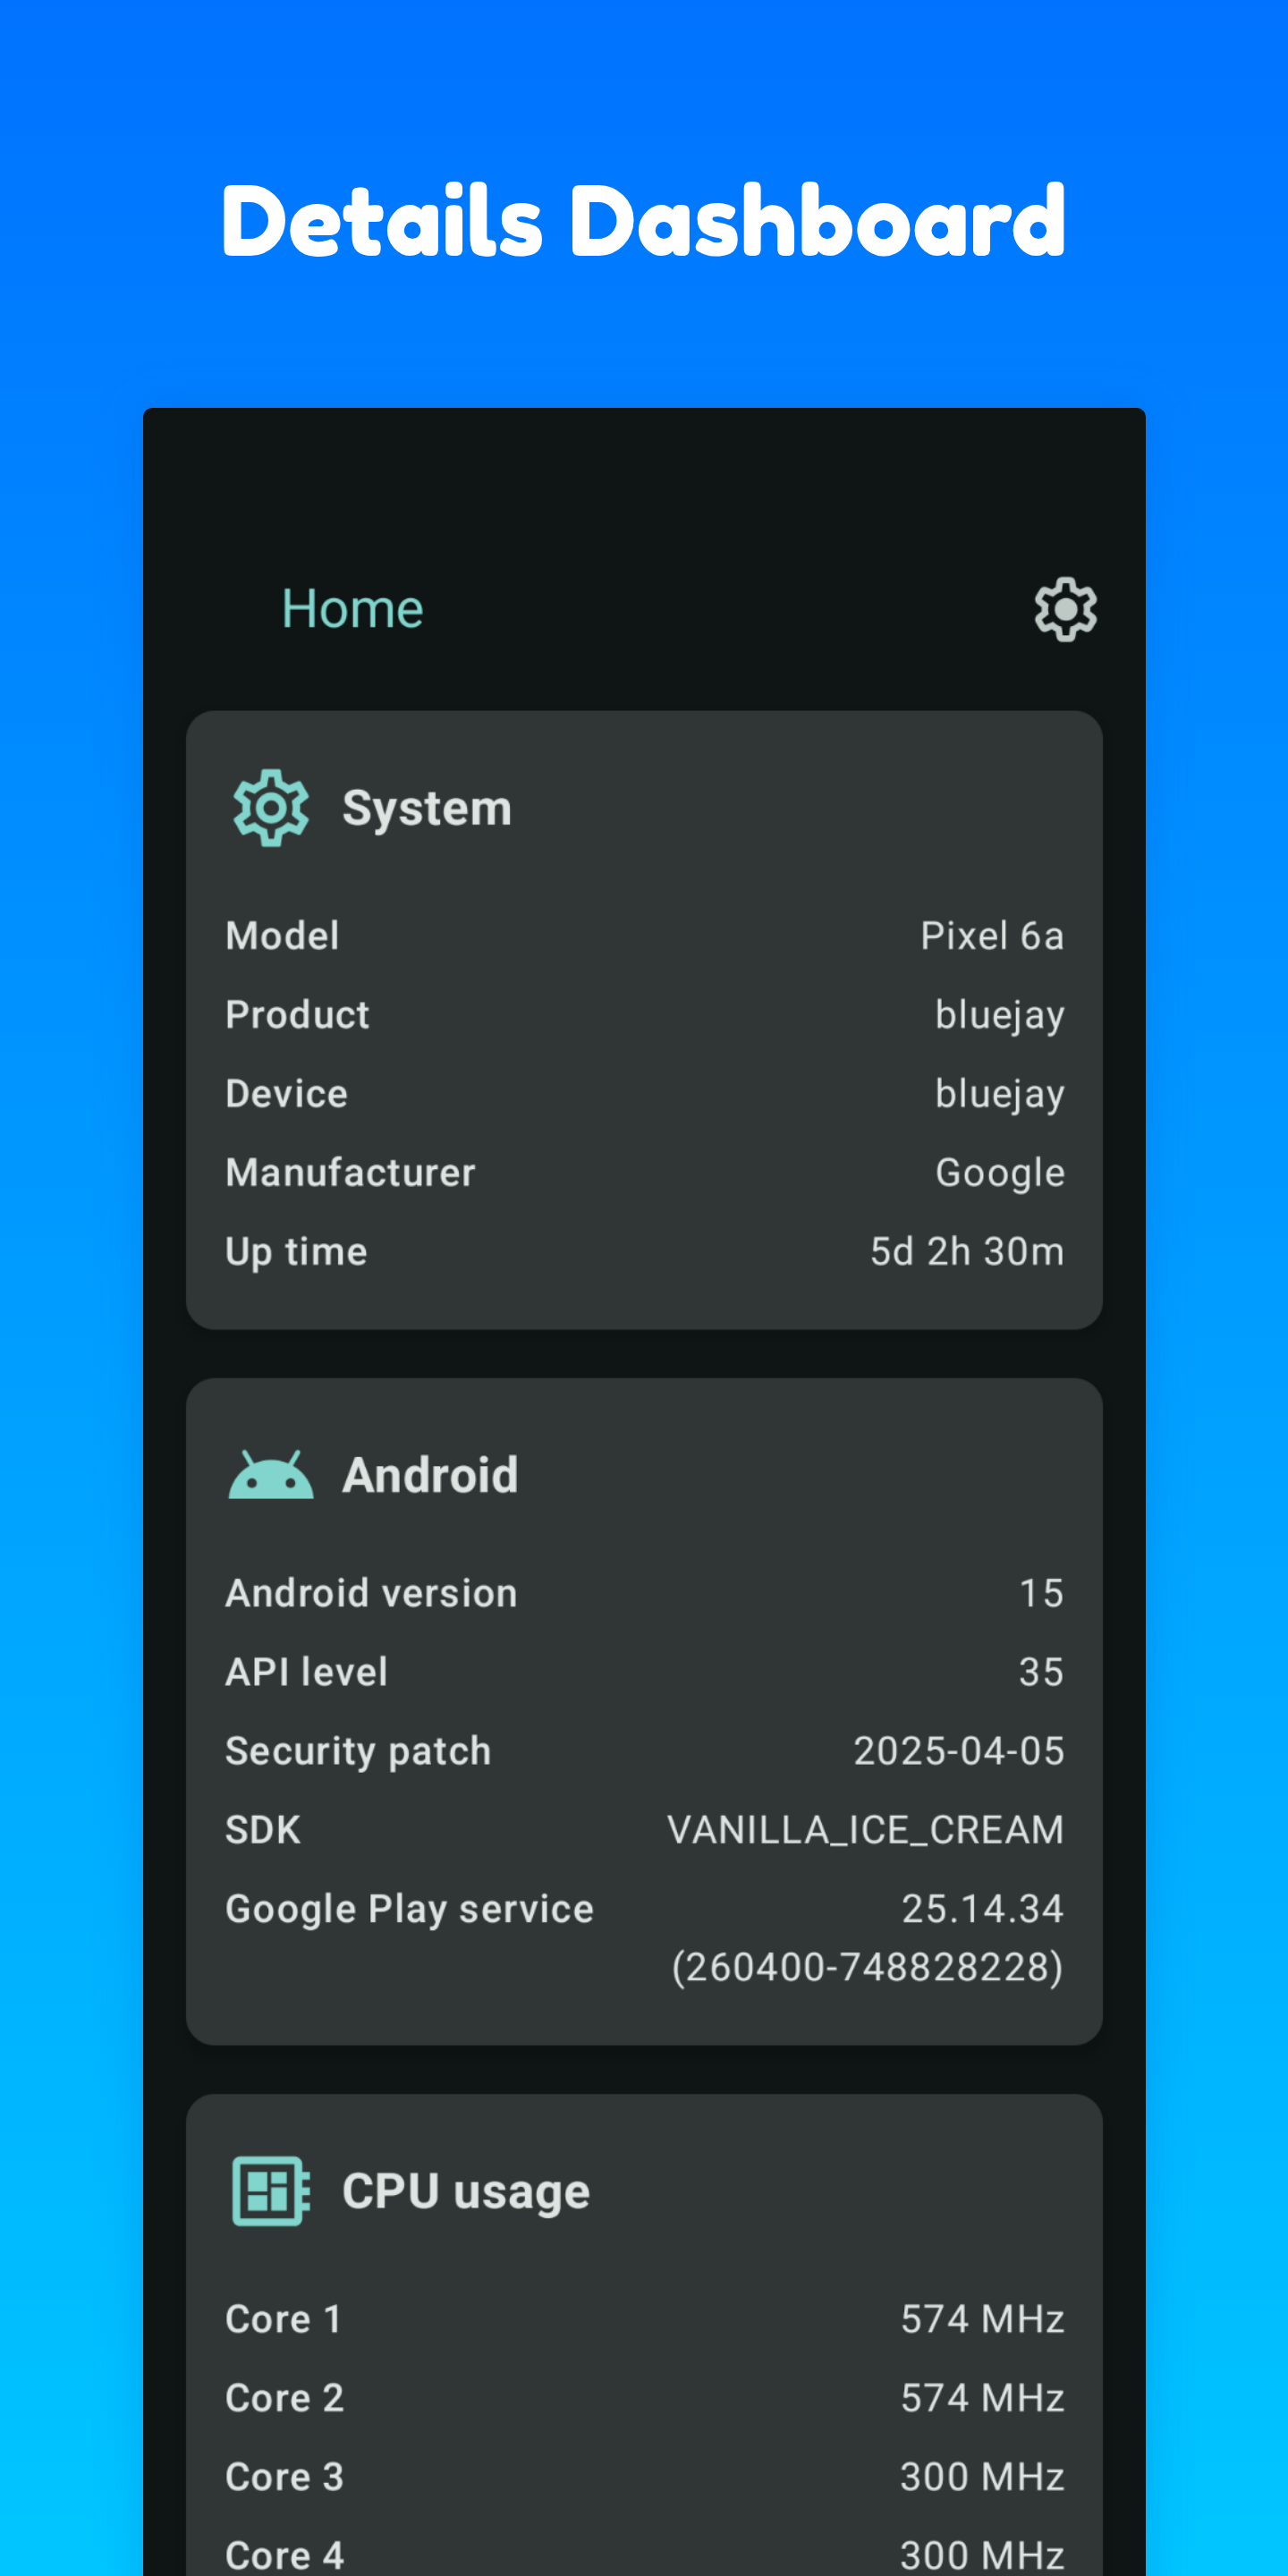 Details Dashboard
Home
System
Model Pixel 6a
Product bluejay
Device bluejay
Manufacturer Google
Up time 5d 2h 30m
Android
Android version 15
API level 35
Security patch 2025-04-05
SDK VANILLA_ICE_CREAM
Google Play service 25.14.34
(260400-748828228)
CPU usage
Core 1 574 MHz
Core 2 574 MHz
Core 3 300 MHz
Core 4 300 MHz